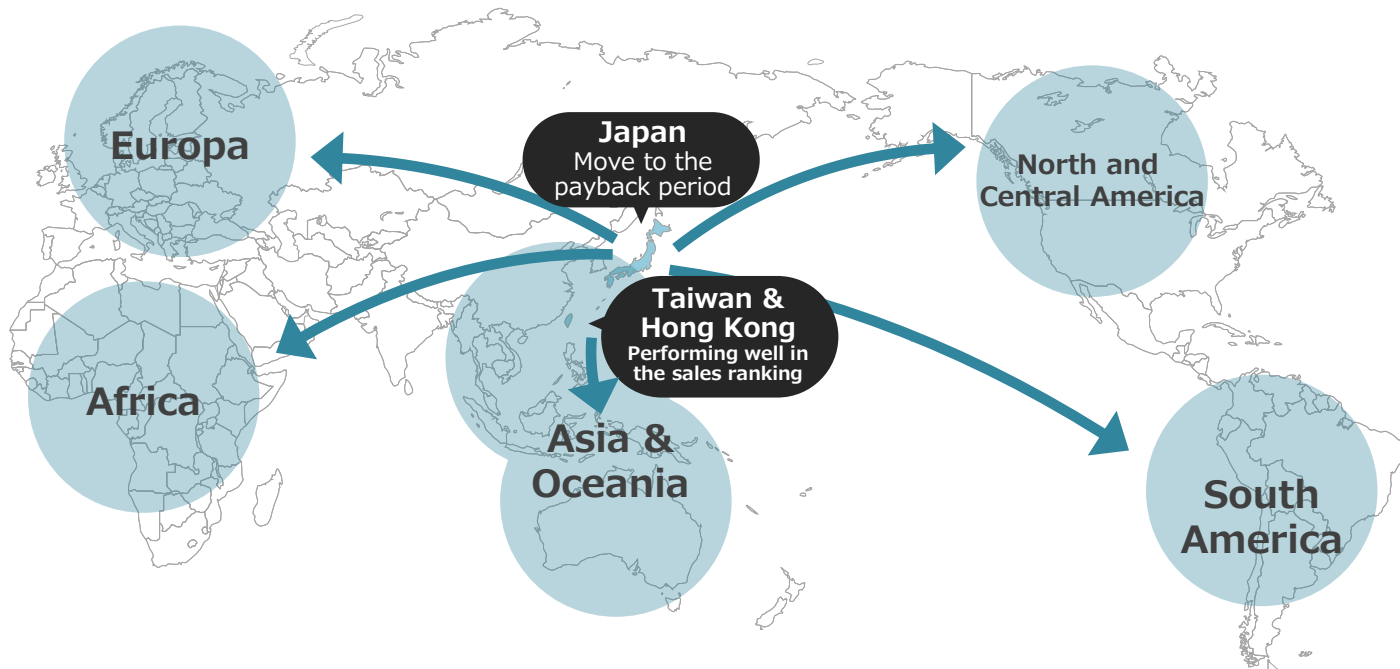 Europa
Japan
Move to the
payback period
North and
Central America
Taiwan &
Hong Kong
Performing well in
the sales ranking
Africa
Asia &
Oceania
South
America